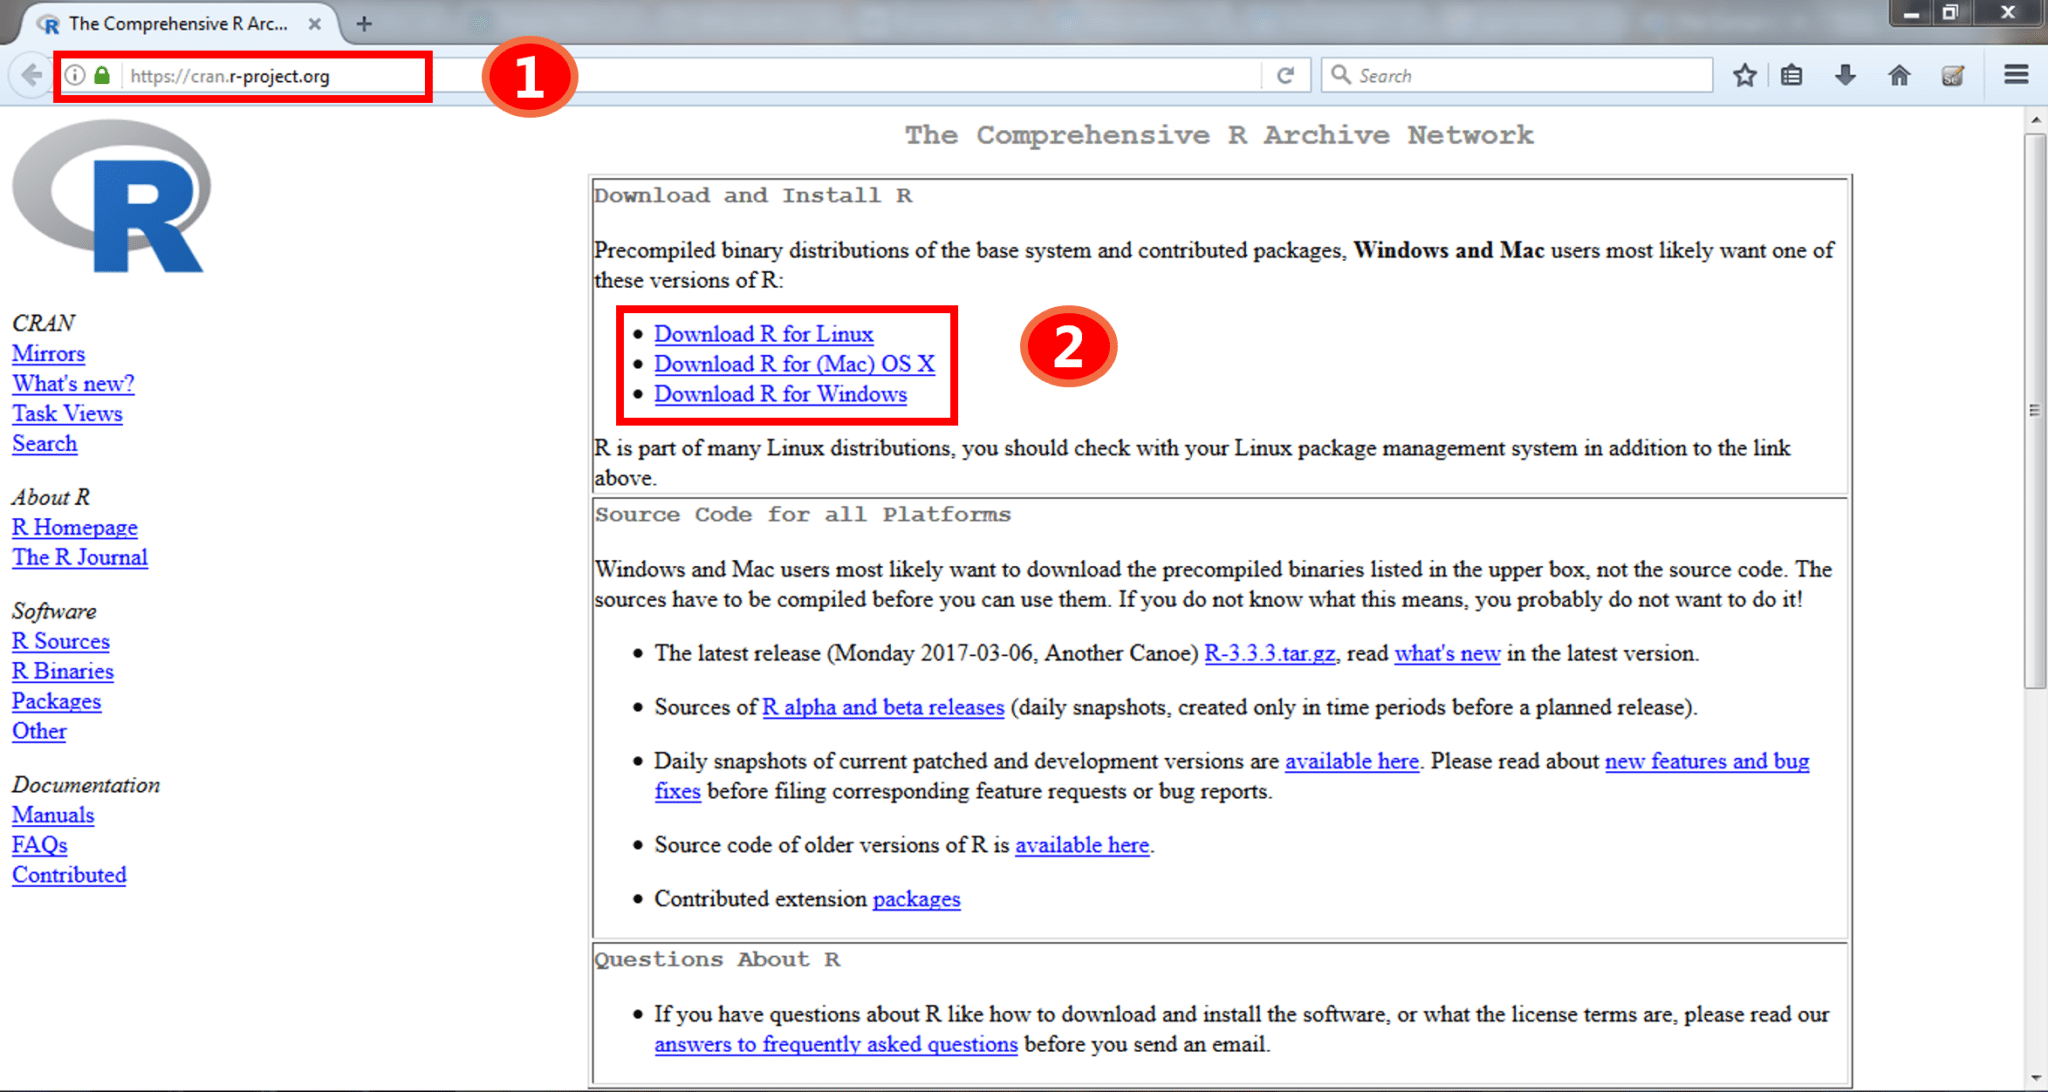 The Comprehensive R Arc...
https://cran.r-project.org
1
Search
R
The Comprehensive R Archive Network
CRAN
Mirrors
What's new?
Task Views
Search
About R
R Homepage
The R Journal
Software
R Sources
R Binaries
Packages
Other
Documentation
Manuals
FAQs
Contributed
Download and Install R
Precompiled binary distributions of the base system and contributed packages, Windows and Mac users most likely want one of
these versions of R:
Download R for Linux
Download R for (Mac) OS X
Download R for Windows
2
R is part of many Linux distributions, you should check with your Linux package management system in addition to the link
above.
Source Code for all Platforms
Windows and Mac users most likely want to download the precompiled binaries listed in the upper box, not the source code. The
sources have to be compiled before you can use them. If you do not know what this means, you probably do not want to do it!
The latest release (Monday 2017-03-06, Another Canoe) R-3.3.3.tar.gz, read what's new in the latest version.
Sources of R alpha and beta releases (daily snapshots, created only in time periods before a planned release).
Daily snapshots of current patched and development versions are available here. Please read about new features and bug
fixes before filing corresponding feature requests or bug reports.
Source code of older versions of R is available here.
Contributed extension packages
Questions About R
If you have questions about R like how to download and install the software, or what the license terms are, please read our
answers to frequently asked questions before you send an email.